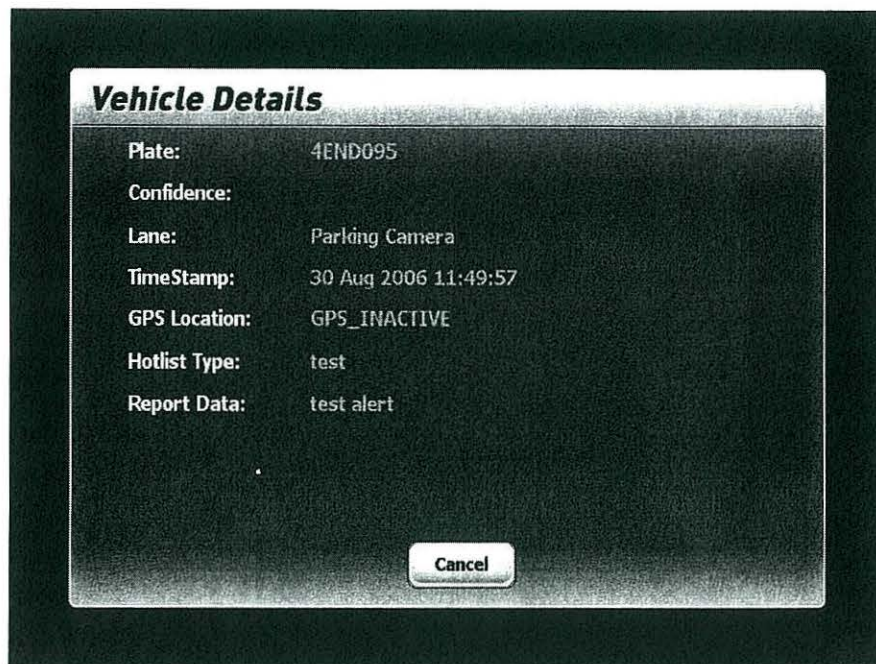 Vehicle Details
Plate: 4END095
Confidence:
Lane: Parking Camera
TimeStamp: 30 Aug 2006 11:49:57
GPS Location: GPS_INACTIVE
Hotlist Type: test
Report Data: test alert
Cancel